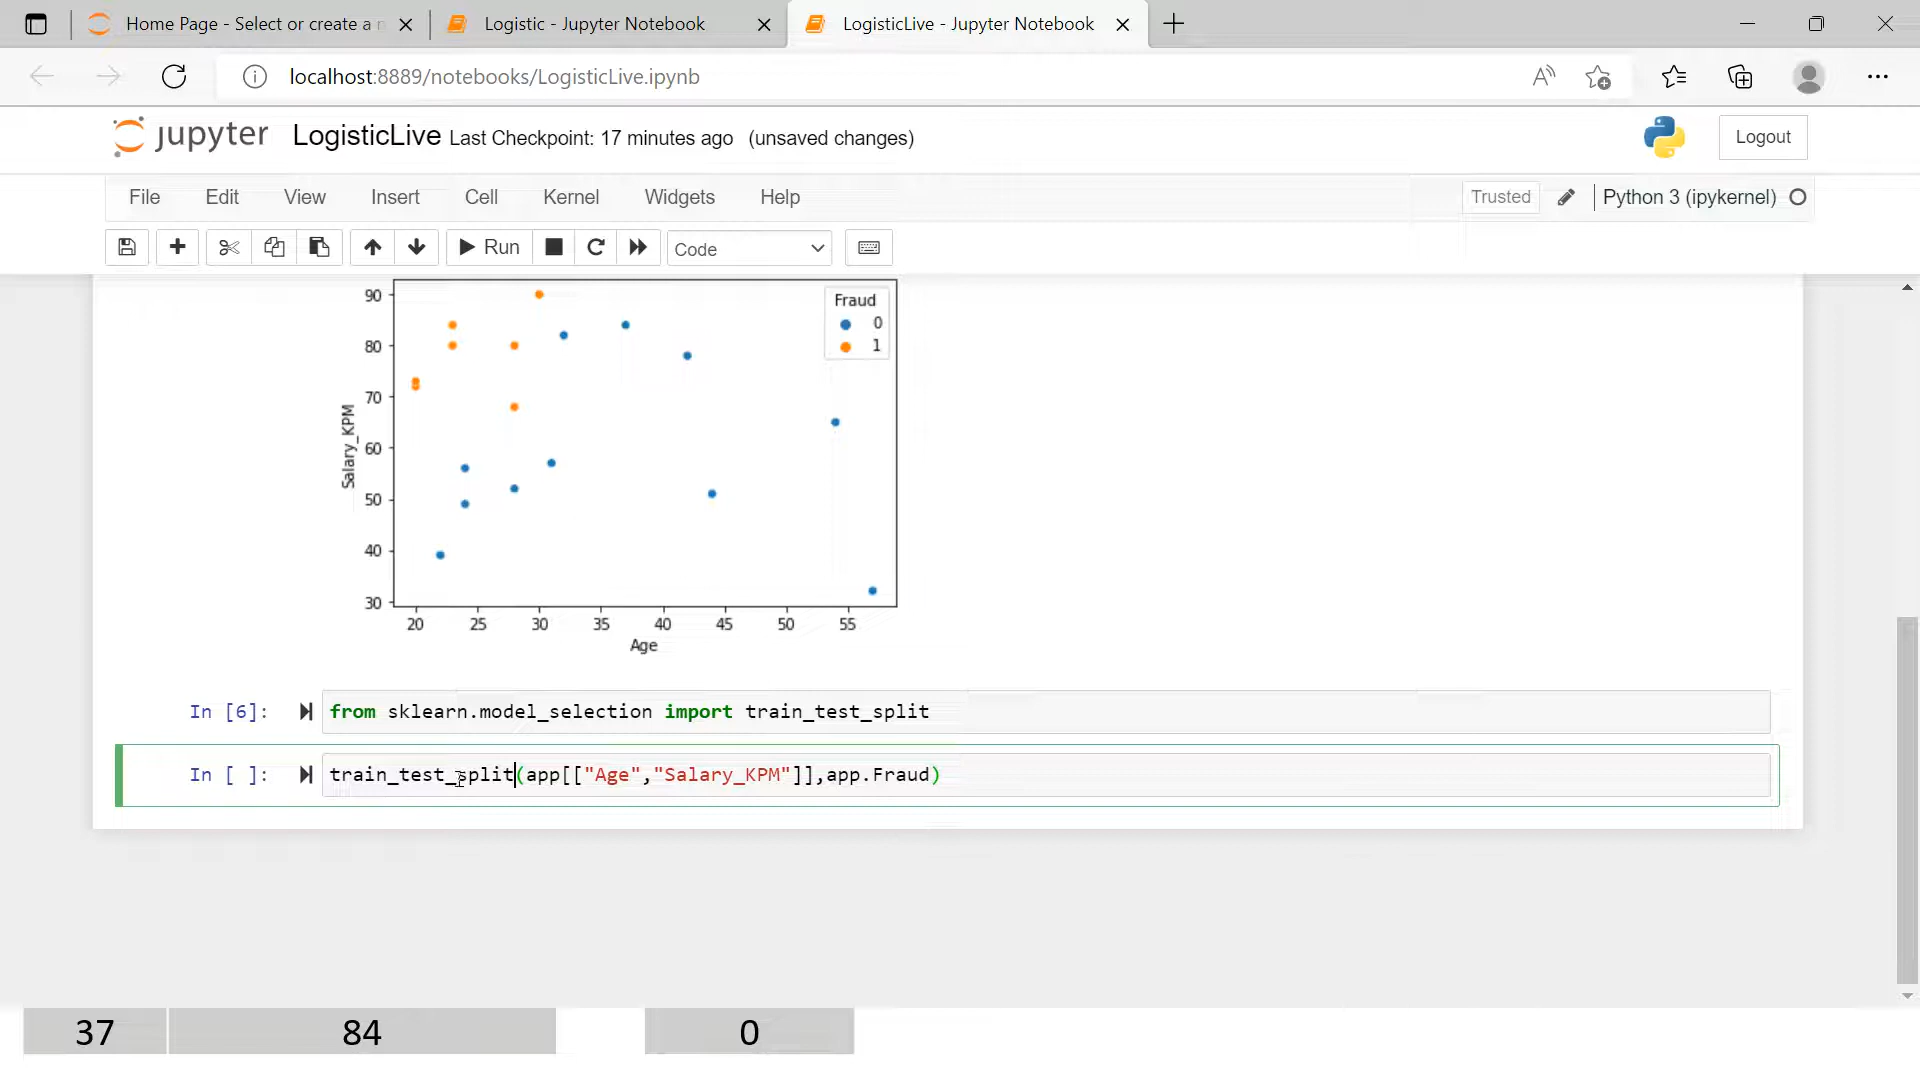 Home Page - Select or create a n
Logistic - Jupyter Notebook
LogisticLive - Jupyter Notebook
localhost:8889/notebooks/LogisticLive.ipynb
jupyter LogisticLive Last Checkpoint: 17 minutes ago (unsaved changes)
Logout
File Edit View Insert Cell Kernel Widgets Help
Trusted
Python 3 (ipykernel)
Run
Code
90
80
70
60
50
40
30
Salary_KPM
Fraud
0
1
20 25 30 35 40 45 50 55
Age
In [6]: from sklearn.model_selection import train_test_split
In [ ]: train_test_split(app[["Age","Salary_KPM"]],app.Fraud)
37 84 0